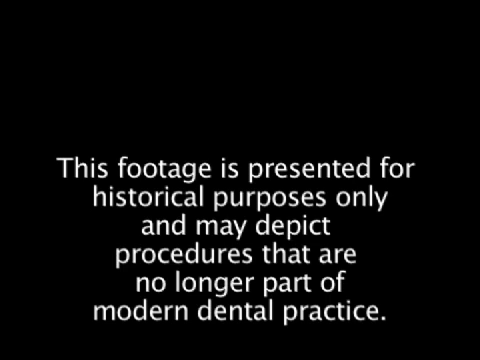 This footage is presented for
historical purposes only
and may depict
procedures that are
no longer part of
modern dental practice.